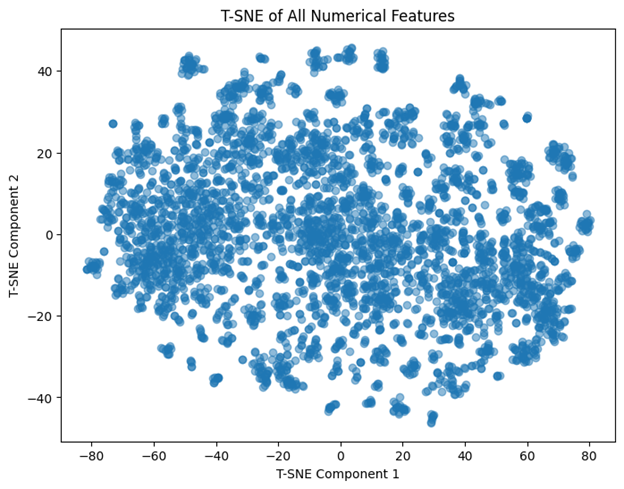 T-SNE of All Numerical Features
40
20
0
−20
−40
T-SNE Component 2
−80 −60 −40 −20 0 20 40 60 80
T-SNE Component 1